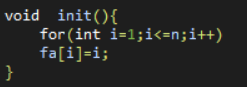 void  init(){
    for(int i=1;i<=n;i++)
    fa[i]=i;
}